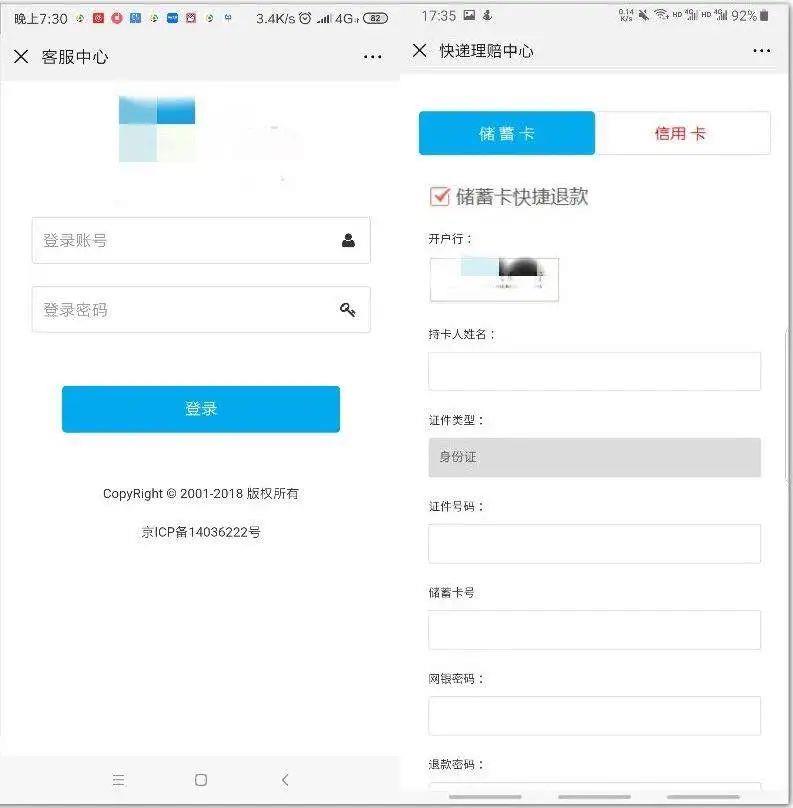 晚上7:30 3.4K/s 4G+ 82
客服中心
登录账号
登录密码
登录
CopyRight © 2001-2018 版权所有
京ICP备14036222号
17:35 0.14 K/s HD 4G HD 4G 92%
快递理赔中心
储蓄卡 信用卡
储蓄卡快捷退款
开户行：
持卡人姓名：
证件类型：
身份证
证件号码：
储蓄卡号
网银密码：
退款密码：